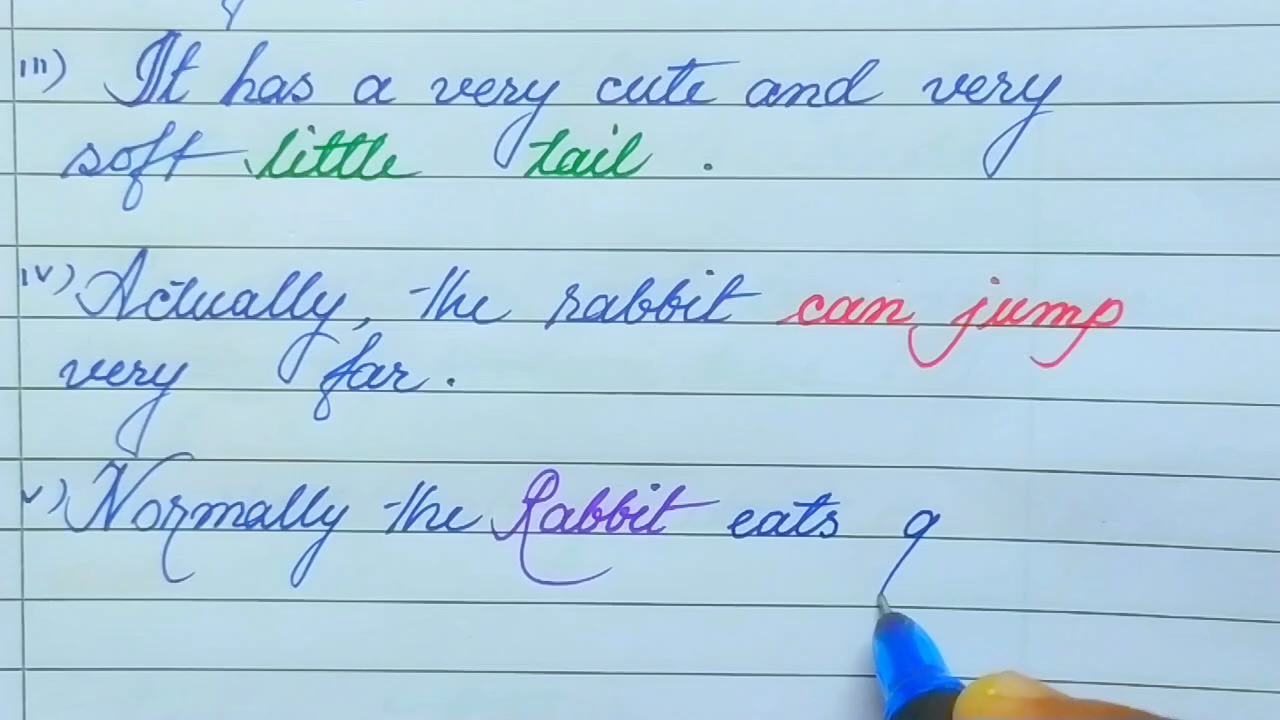 iii) It has a very cute and very
soft little tail .
iv) Actually, the rabbit can jump
very far.
v) Normally the Rabbit eats g